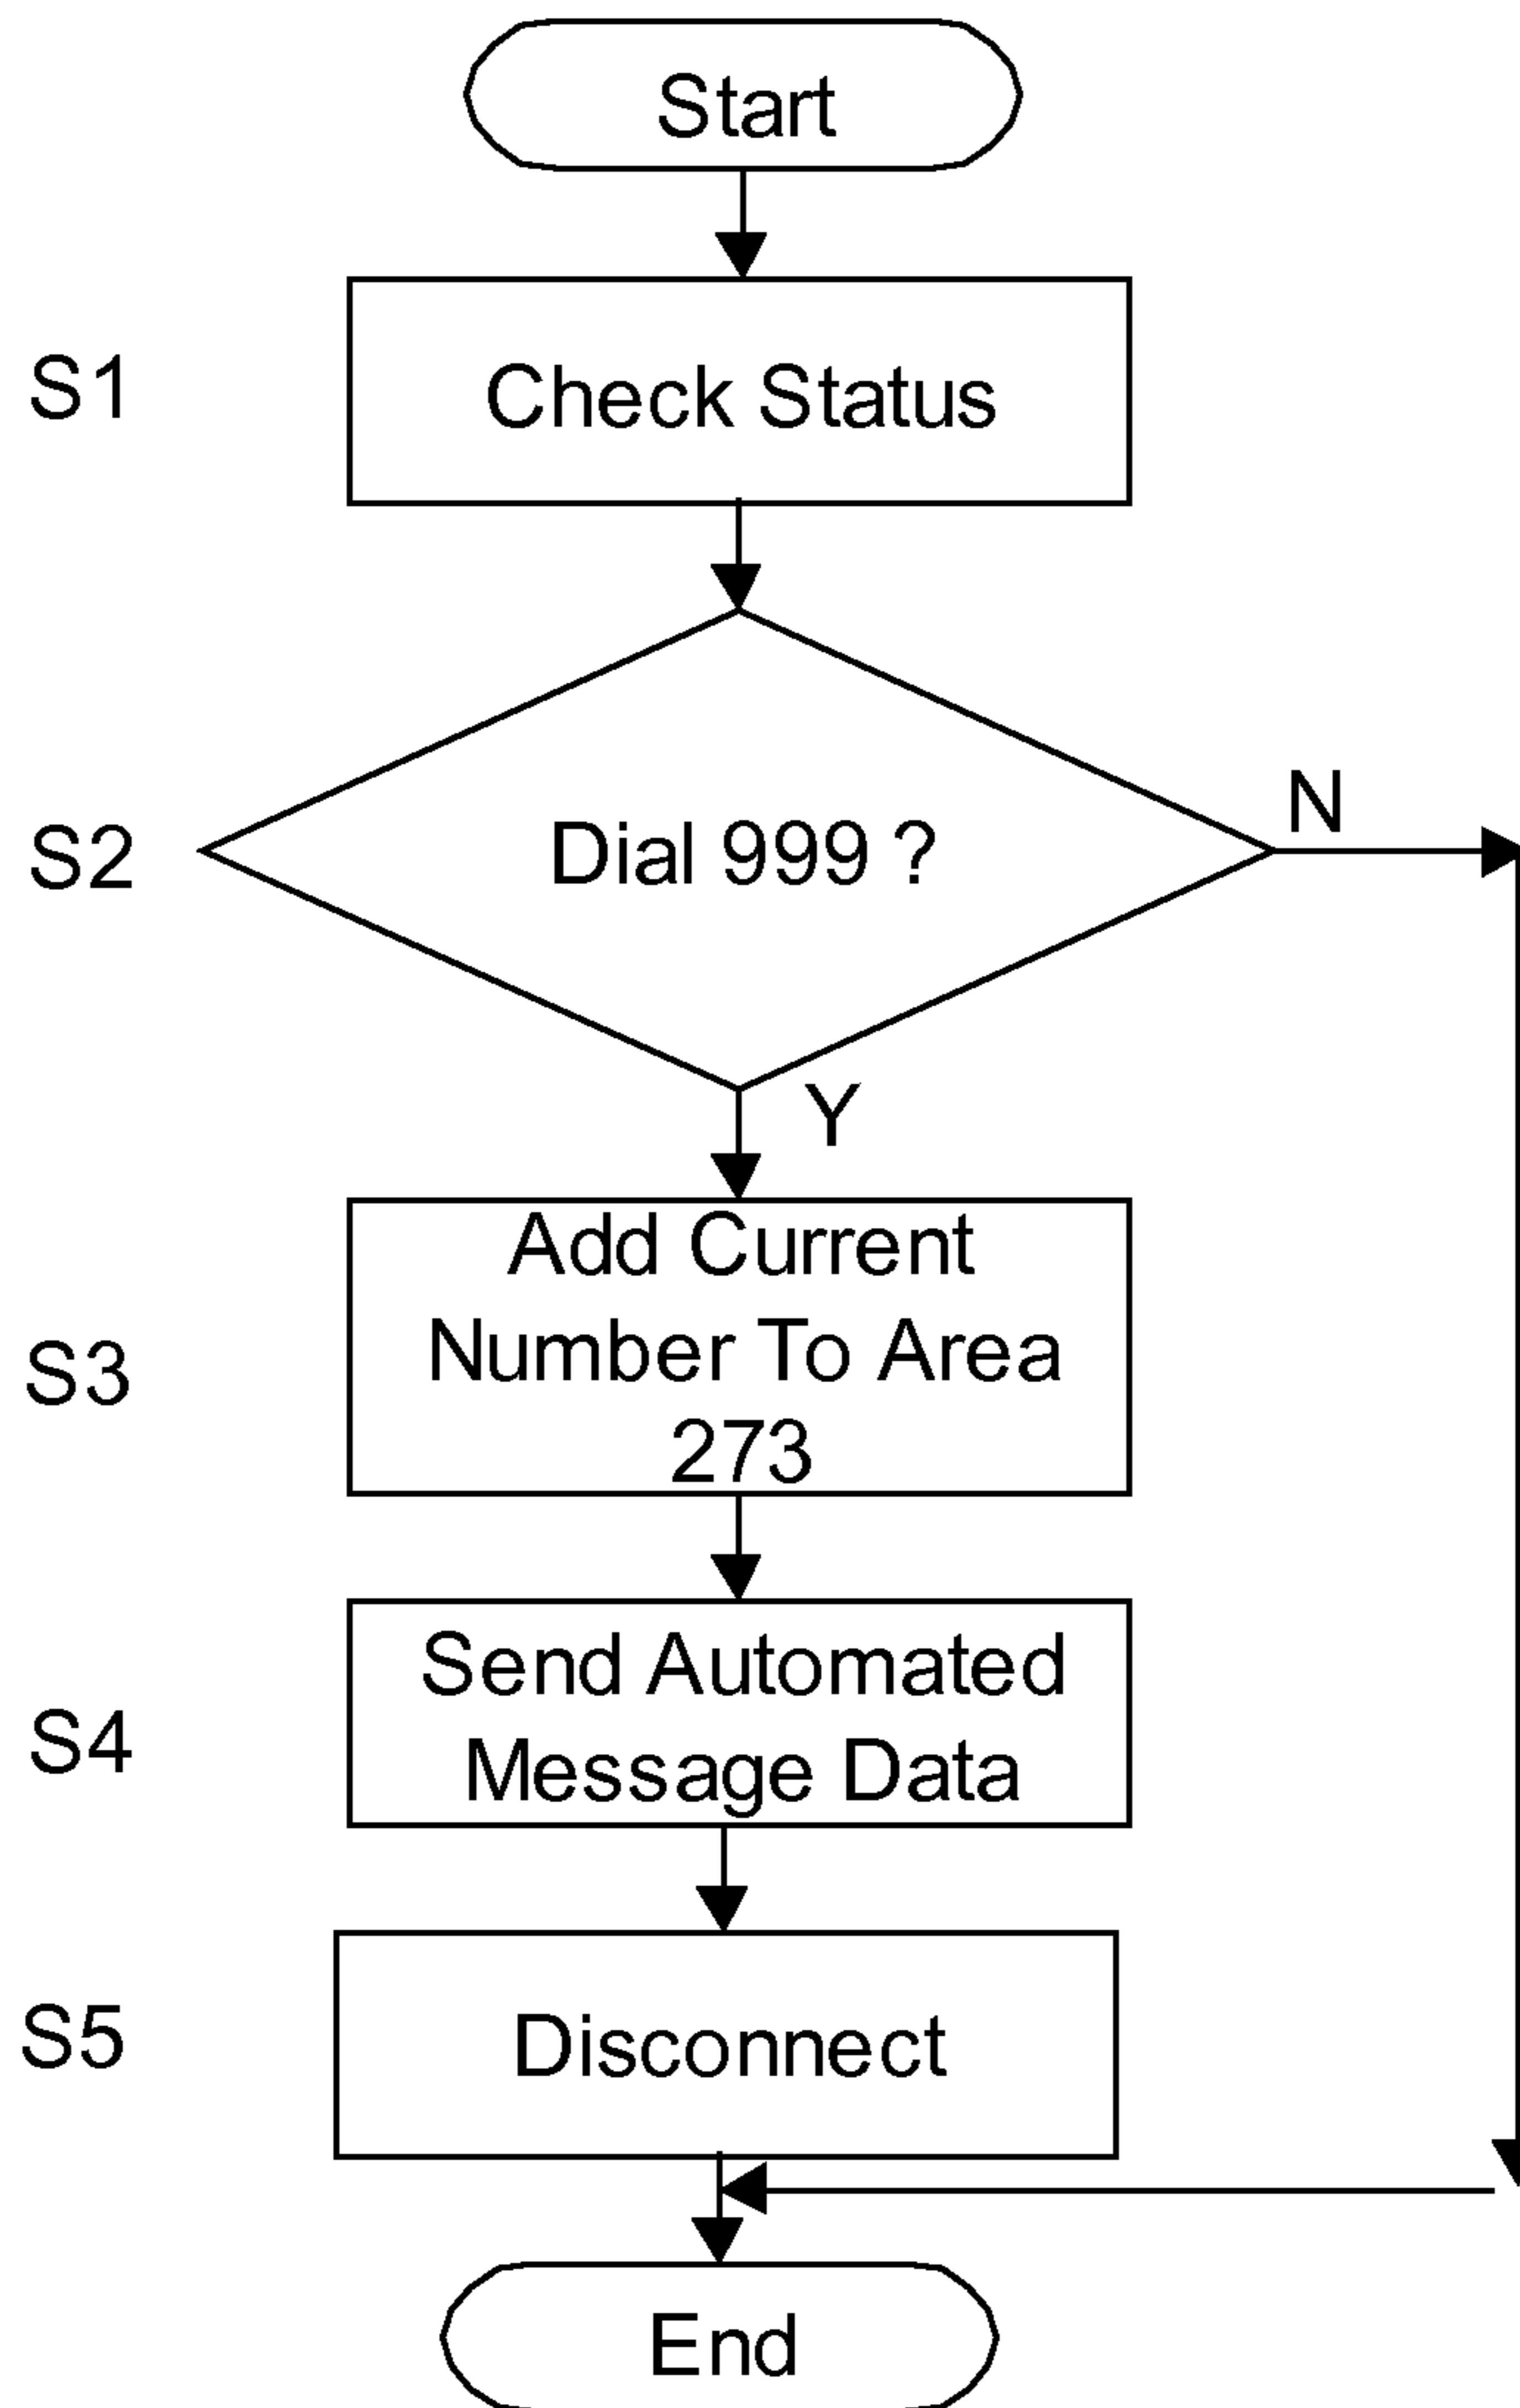 Start
S1
Check Status
S2
Dial 999 ?
N
Y
S3
Add Current
Number To Area
273
S4
Send Automated
Message Data
S5
Disconnect
End